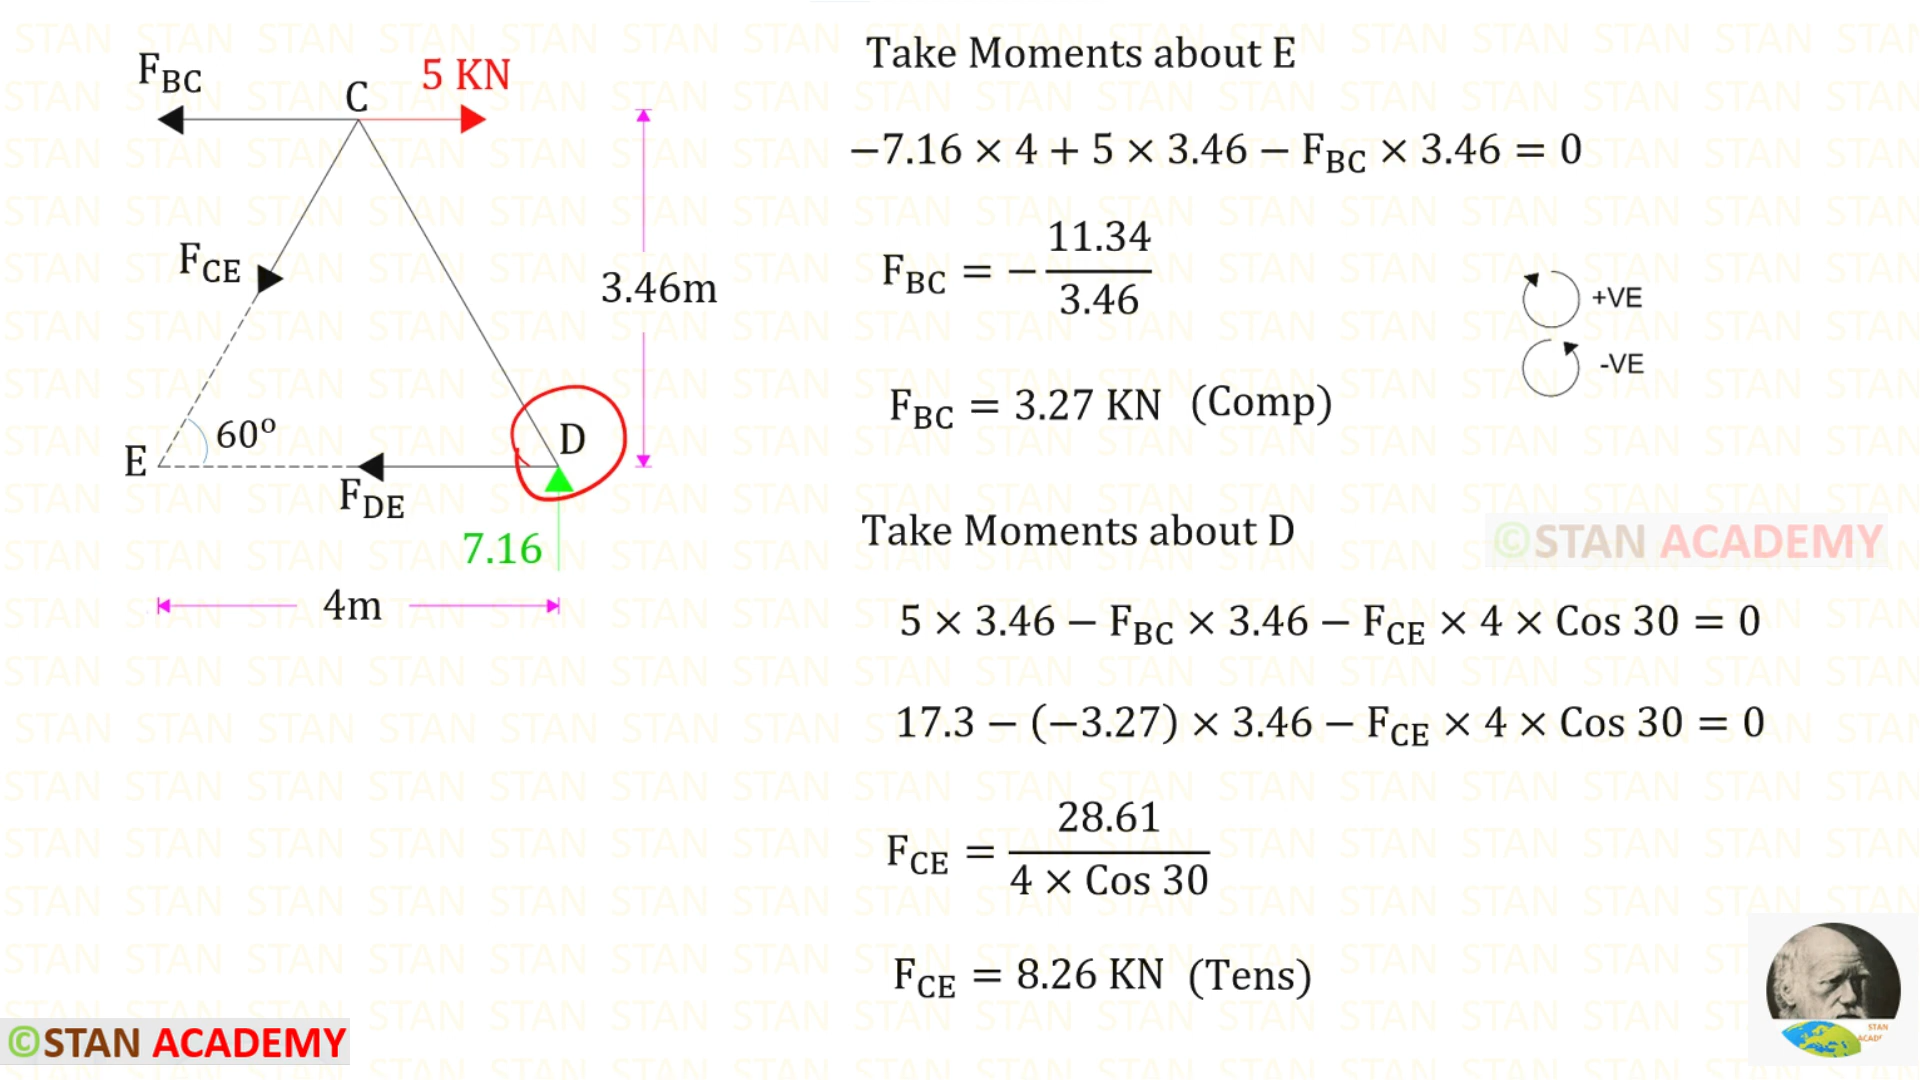 F_BC
C
5 KN
F_CE
3.46m
E
60°
D
F_DE
7.16
4m
Take Moments about E
−7.16 × 4 + 5 × 3.46 − F_BC × 3.46 = 0
F_BC = − 11.34 / 3.46
+VE
-VE
F_BC = 3.27 KN (Comp)
Take Moments about D
©STAN ACADEMY
5 × 3.46 − F_BC × 3.46 − F_CE × 4 × Cos 30 = 0
17.3 − (−3.27) × 3.46 − F_CE × 4 × Cos 30 = 0
F_CE = 28.61 / 4 × Cos 30
F_CE = 8.26 KN (Tens)
©STAN ACADEMY
STAN